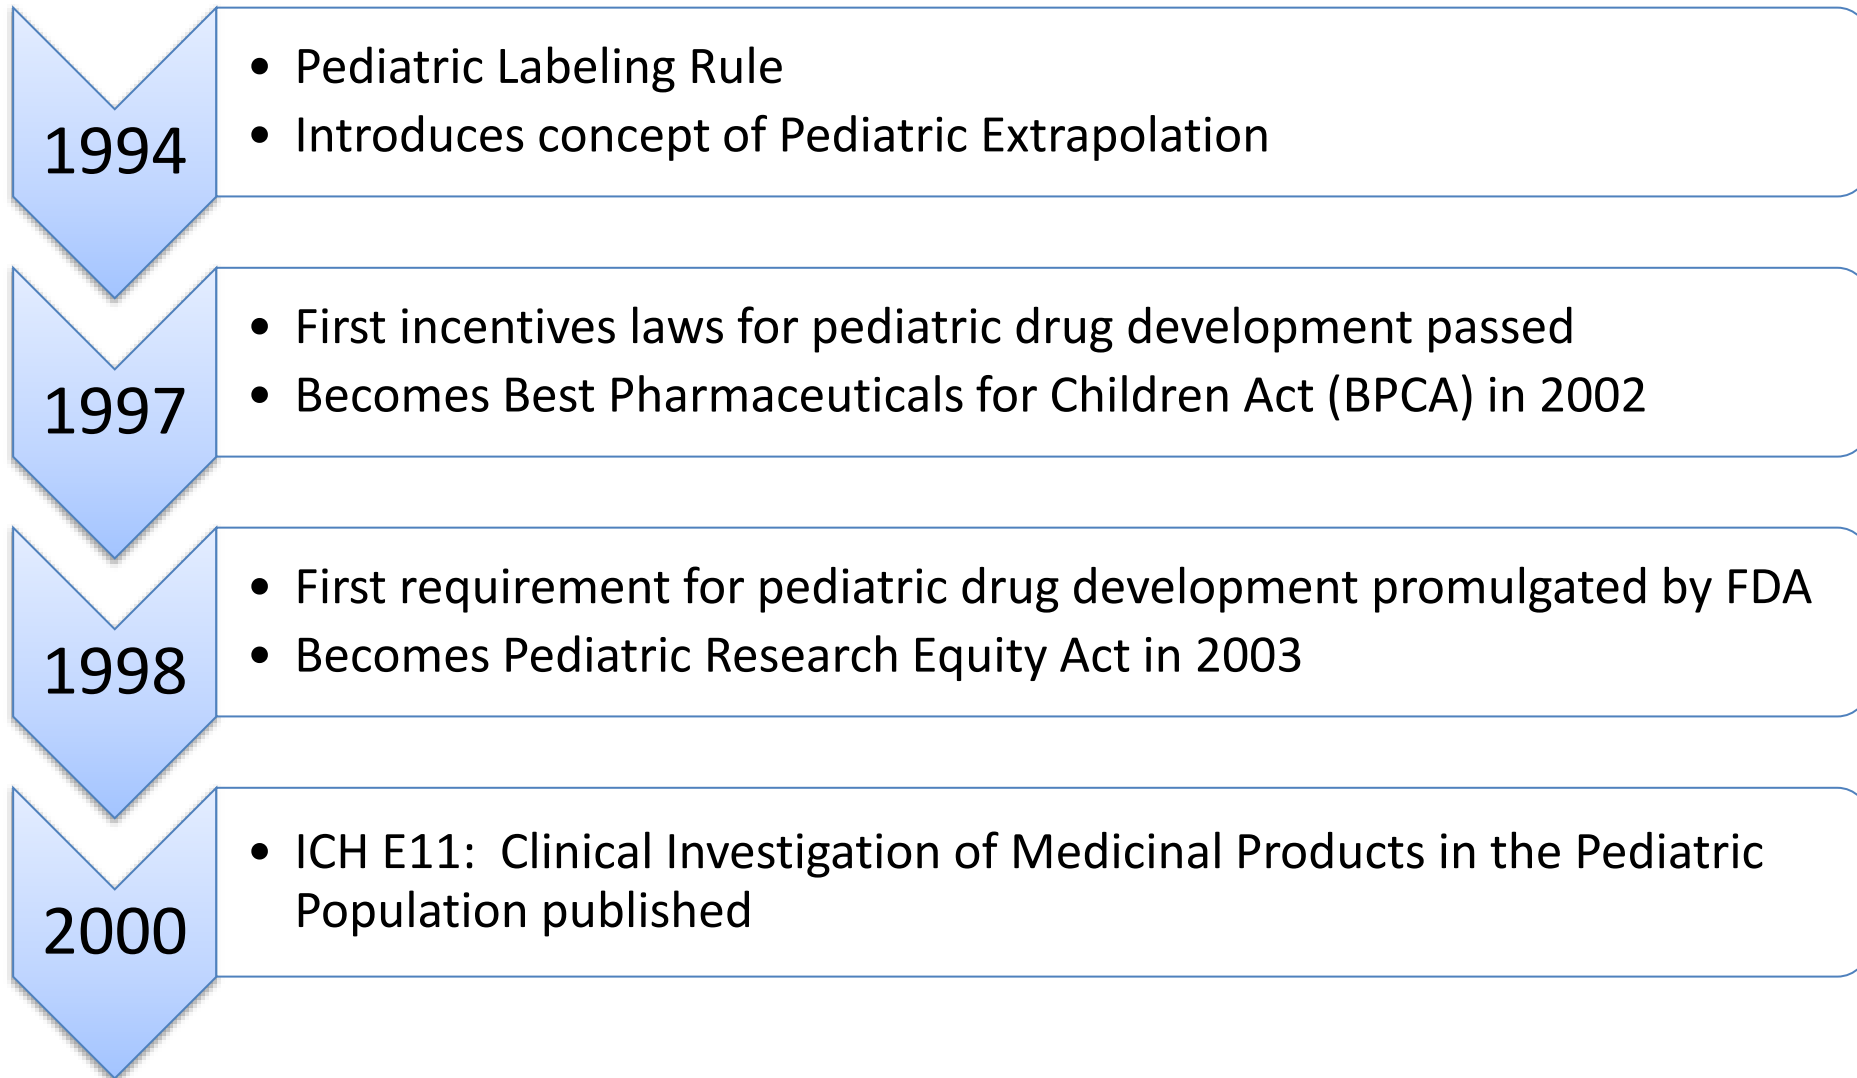 1994
• Pediatric Labeling Rule
• Introduces concept of Pediatric Extrapolation
1997
• First incentives laws for pediatric drug development passed
• Becomes Best Pharmaceuticals for Children Act (BPCA) in 2002
1998
• First requirement for pediatric drug development promulgated by FDA
• Becomes Pediatric Research Equity Act in 2003
2000
• ICH E11:  Clinical Investigation of Medicinal Products in the Pediatric
Population published